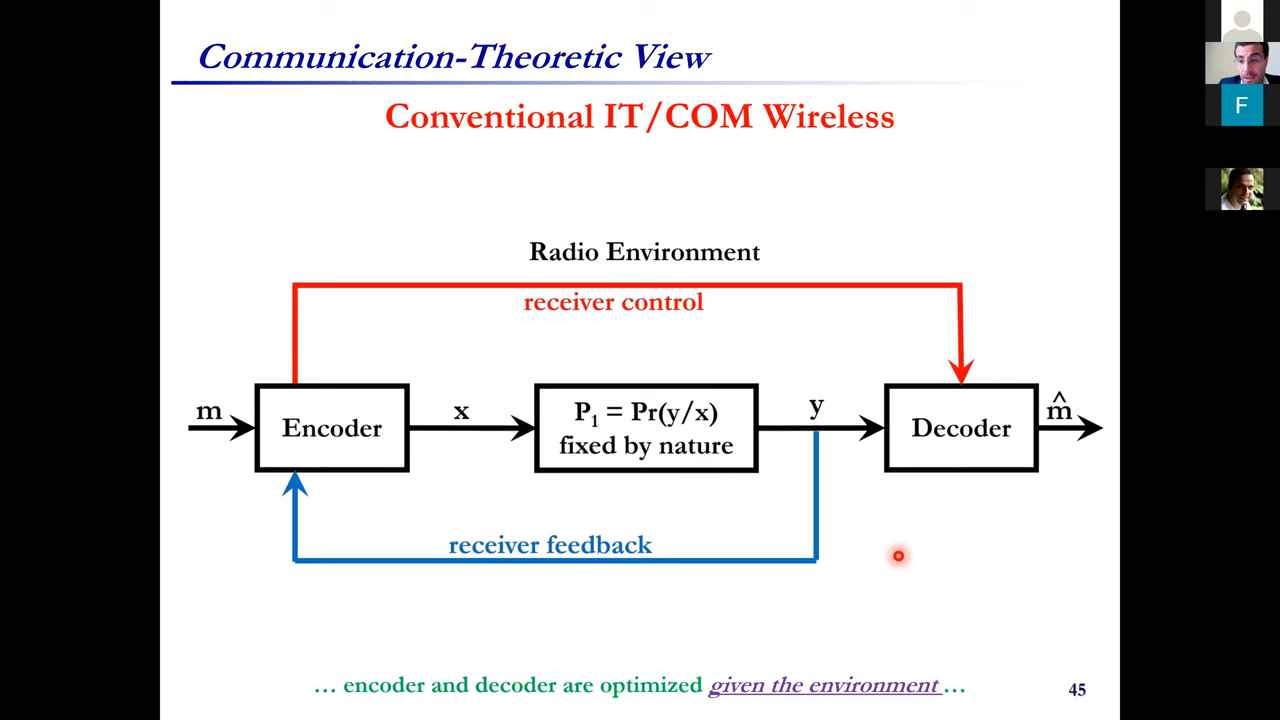 Communication-Theoretic View
Conventional IT/COM Wireless
F
Radio Environment
receiver control
m
Encoder
x
P₁ = Pr(y/x)
fixed by nature
y
Decoder
m̂
receiver feedback
… encoder and decoder are optimized given the environment …
45